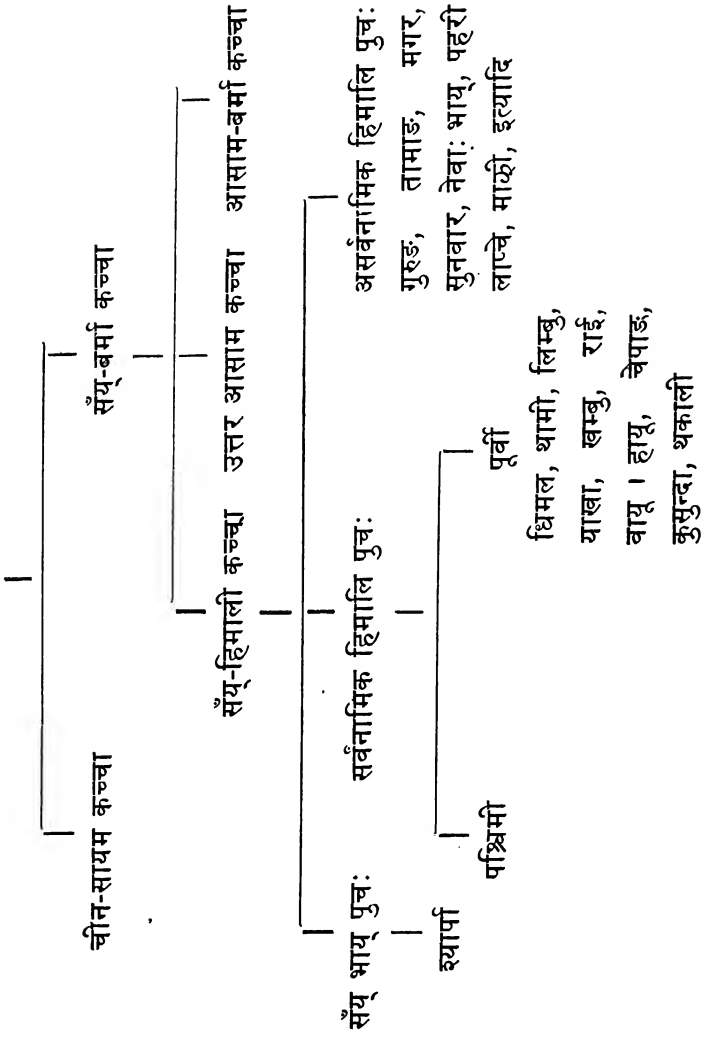 चीन-सायम कच्चा
सँय्-बर्मा कच्चा
सँय्-हिमाली कच्चा
उत्तर आसाम कच्चा
आसाम-बर्मा कच्चा
सँय् भाय् पुचः
श्यार्पा
सर्वनामिक हिमालि पुचः
पश्चिमी
पूर्वी
धिमल, थामी, लिम्बु,
याखा, खम्बु, राई,
वायू । हायू, चेपाङ,
कुसुन्दा, थकाली
असर्वनामिक हिमालि पुचः
गुरुङ, तामाङ, मगर,
सुनवार, नेवाः भाय्, पहरी
लाप्चे, माझी, इत्यादि